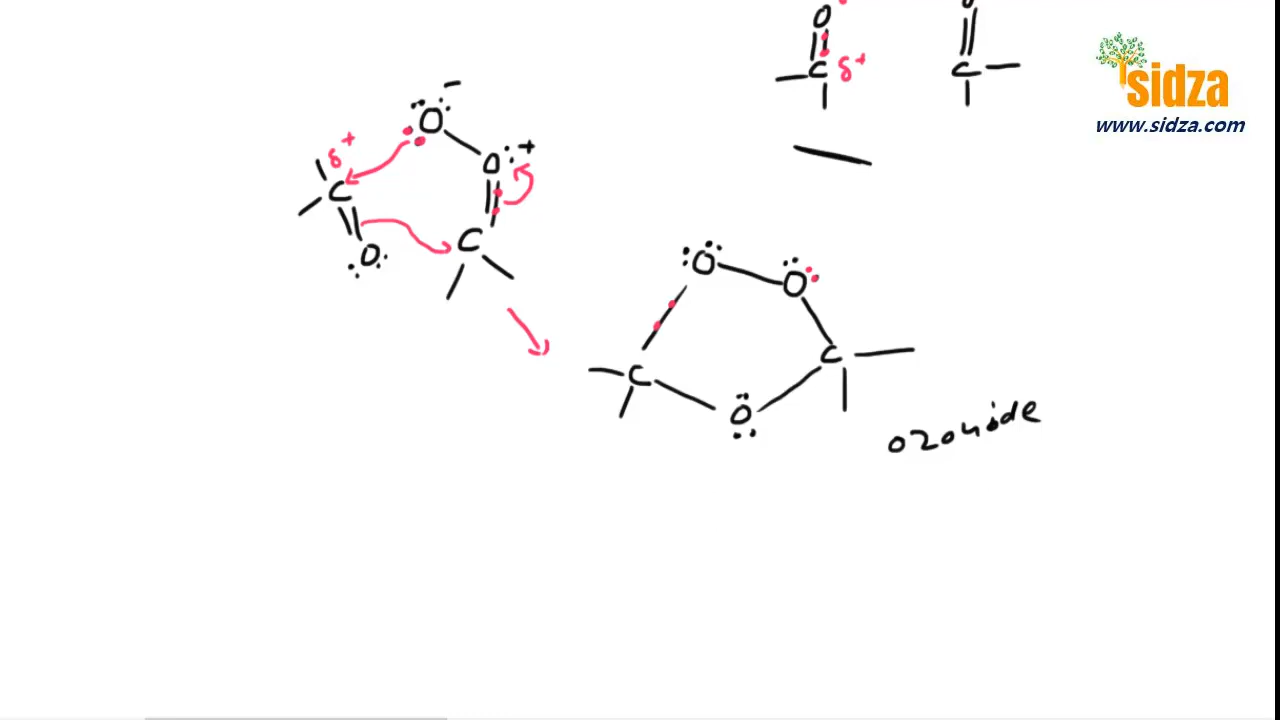 O O
C δ+ C
sidza
www.sidza.com
O −
δ+ O +
C
C
O
O O
C
C
O
ozonide